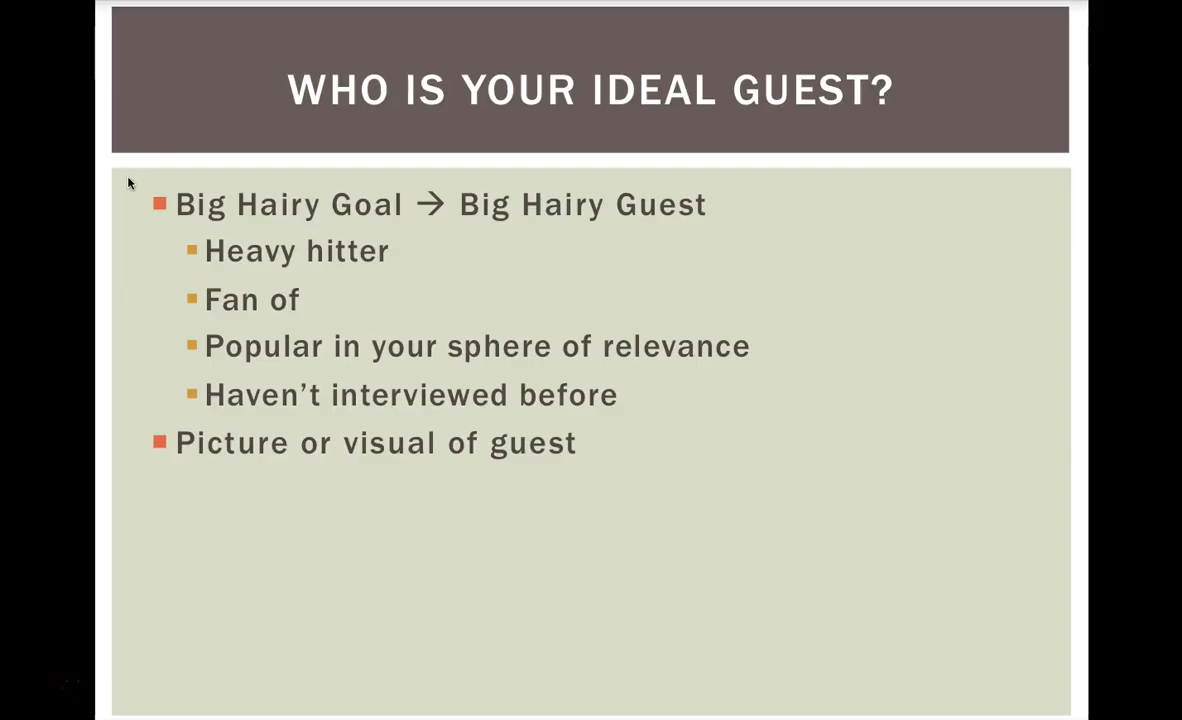 WHO IS YOUR IDEAL GUEST?
Big Hairy Goal → Big Hairy Guest
Heavy hitter
Fan of
Popular in your sphere of relevance
Haven’t interviewed before
Picture or visual of guest